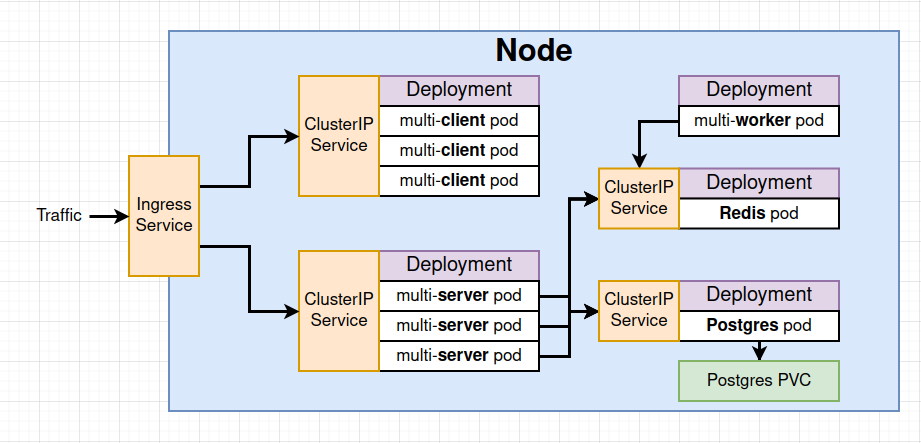 Node
Traffic
Ingress
Service
ClusterIP
Service
Deployment
multi-client pod
multi-client pod
multi-client pod
ClusterIP
Service
Deployment
multi-server pod
multi-server pod
multi-server pod
Deployment
multi-worker pod
ClusterIP
Service
Deployment
Redis pod
ClusterIP
Service
Deployment
Postgres pod
Postgres PVC